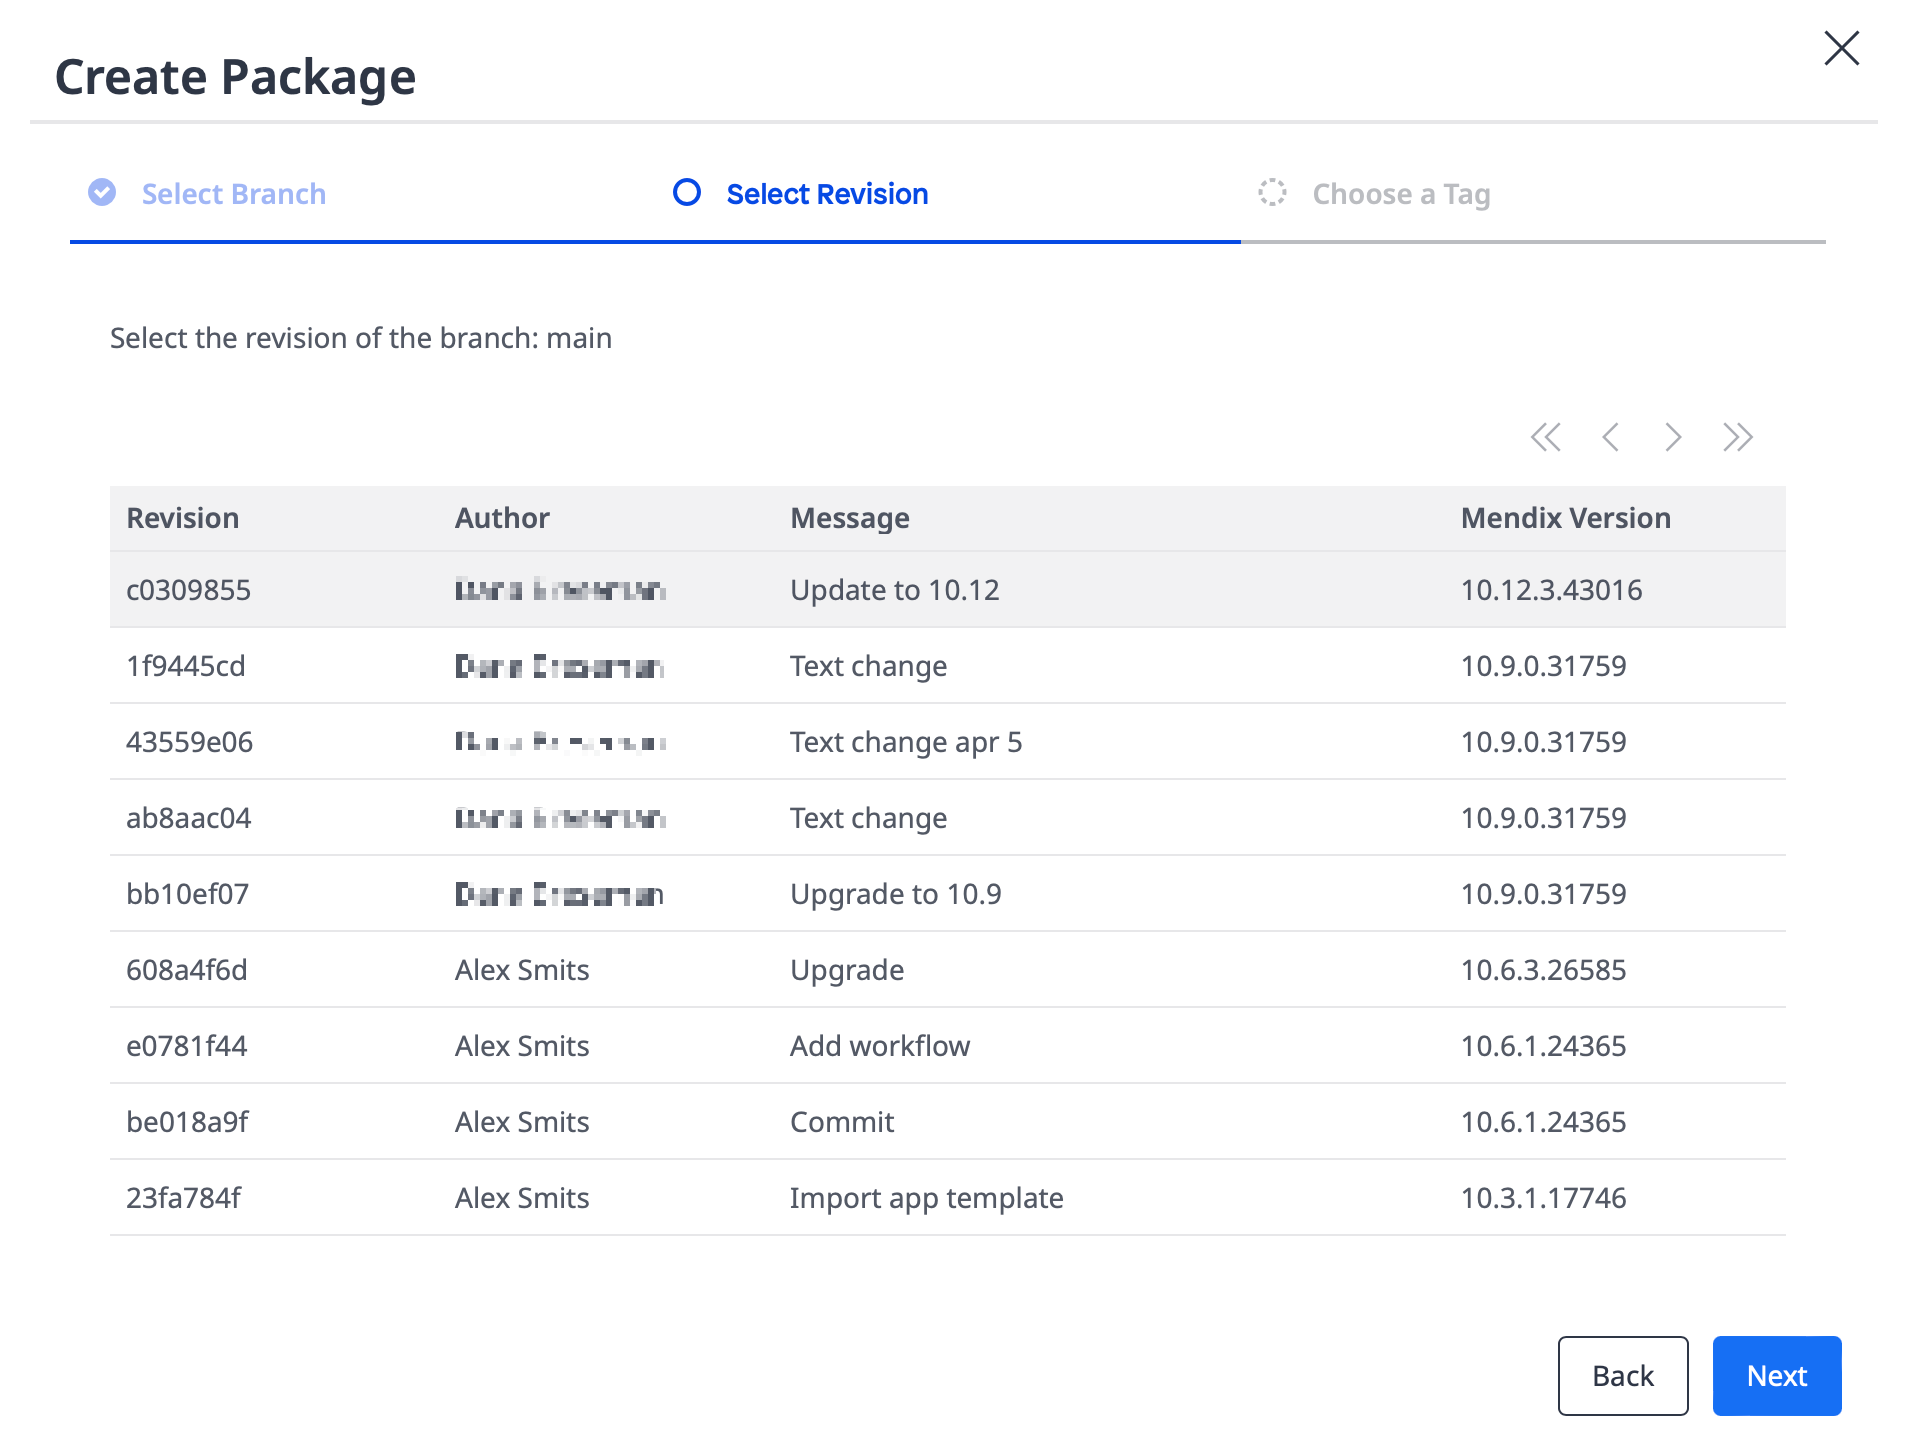 Create Package
Select Branch Select Revision Choose a Tag
Select the revision of the branch: main
Revision Author Message Mendix Version
c0309855 Update to 10.12 10.12.3.43016
1f9445cd Text change 10.9.0.31759
43559e06 Text change apr 5 10.9.0.31759
ab8aac04 Text change 10.9.0.31759
bb10ef07 Upgrade to 10.9 10.9.0.31759
608a4f6d Alex Smits Upgrade 10.6.3.26585
e0781f44 Alex Smits Add workflow 10.6.1.24365
be018a9f Alex Smits Commit 10.6.1.24365
23fa784f Alex Smits Import app template 10.3.1.17746
Back Next